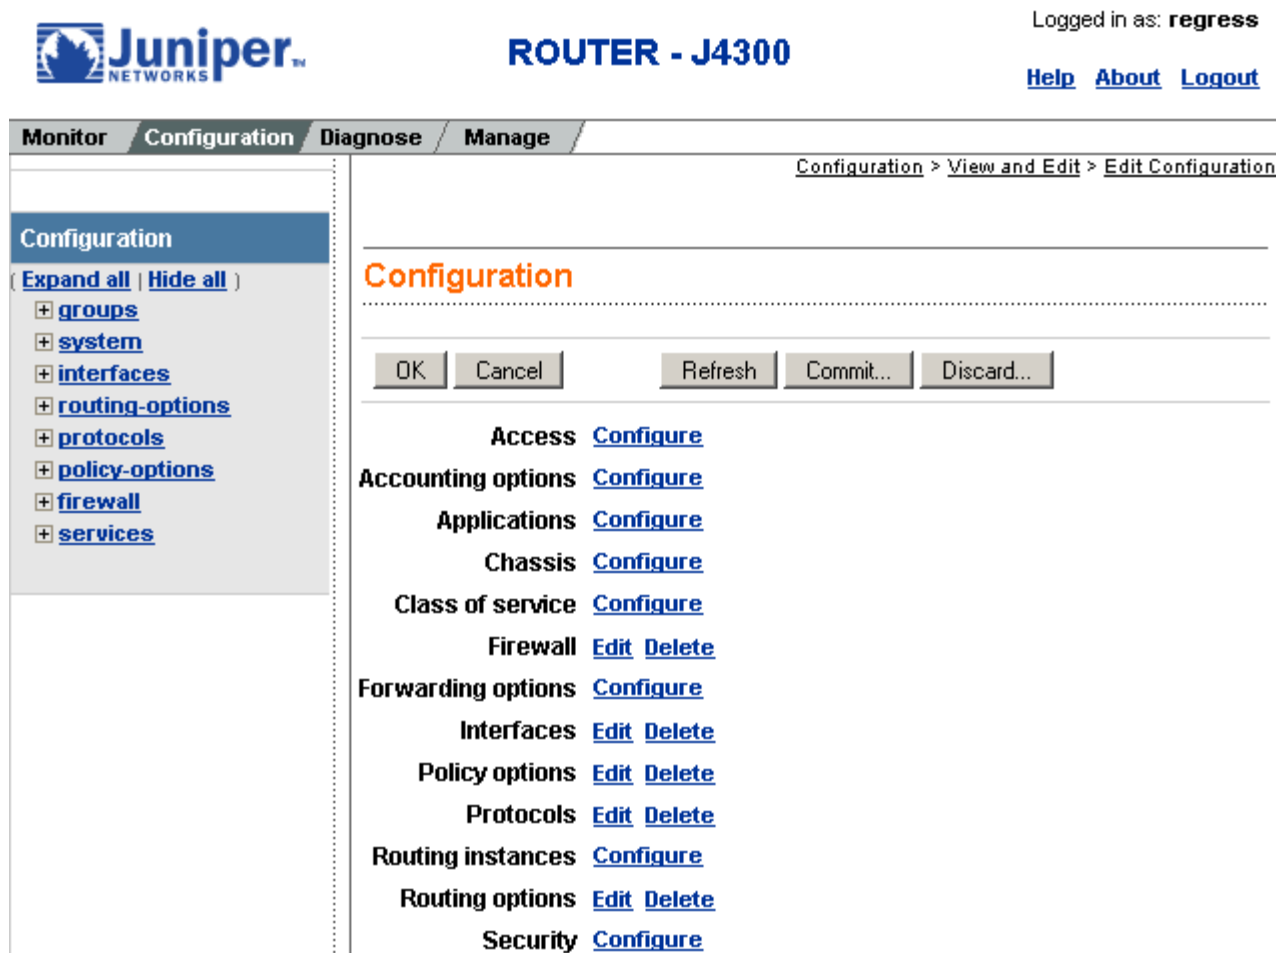 Juniper™
NETWORKS
ROUTER - J4300
Logged in as: regress
Help About Logout
Monitor Configuration Diagnose Manage
Configuration > View and Edit > Edit Configuration
Configuration
( Expand all | Hide all )
groups
system
interfaces
routing-options
protocols
policy-options
firewall
services
Configuration
OK Cancel Refresh Commit... Discard...
Access Configure
Accounting options Configure
Applications Configure
Chassis Configure
Class of service Configure
Firewall Edit Delete
Forwarding options Configure
Interfaces Edit Delete
Policy options Edit Delete
Protocols Edit Delete
Routing instances Configure
Routing options Edit Delete
Security Configure